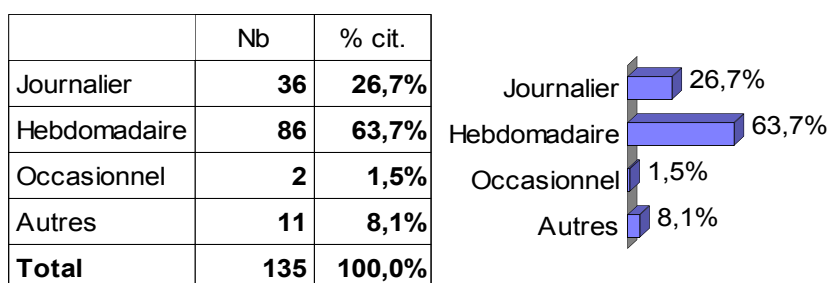 Nb % cit.
Journalier 36 26,7%
Hebdomadaire 86 63,7%
Occasionnel 2 1,5%
Autres 11 8,1%
Total 135 100,0%
Journalier 26,7%
Hebdomadaire 63,7%
Occasionnel 1,5%
Autres 8,1%